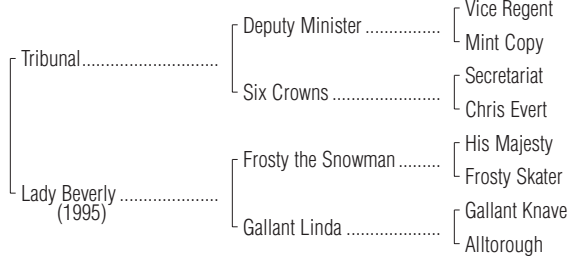 Vice Regent
Deputy Minister ................
Mint Copy
Tribunal............................
Secretariat
Six Crowns ......................
Chris Evert
His Majesty
Frosty the Snowman .........
Frosty Skater
Lady Beverly ....................
(1995)
Gallant Knave
Gallant Linda ...................
Alltorough